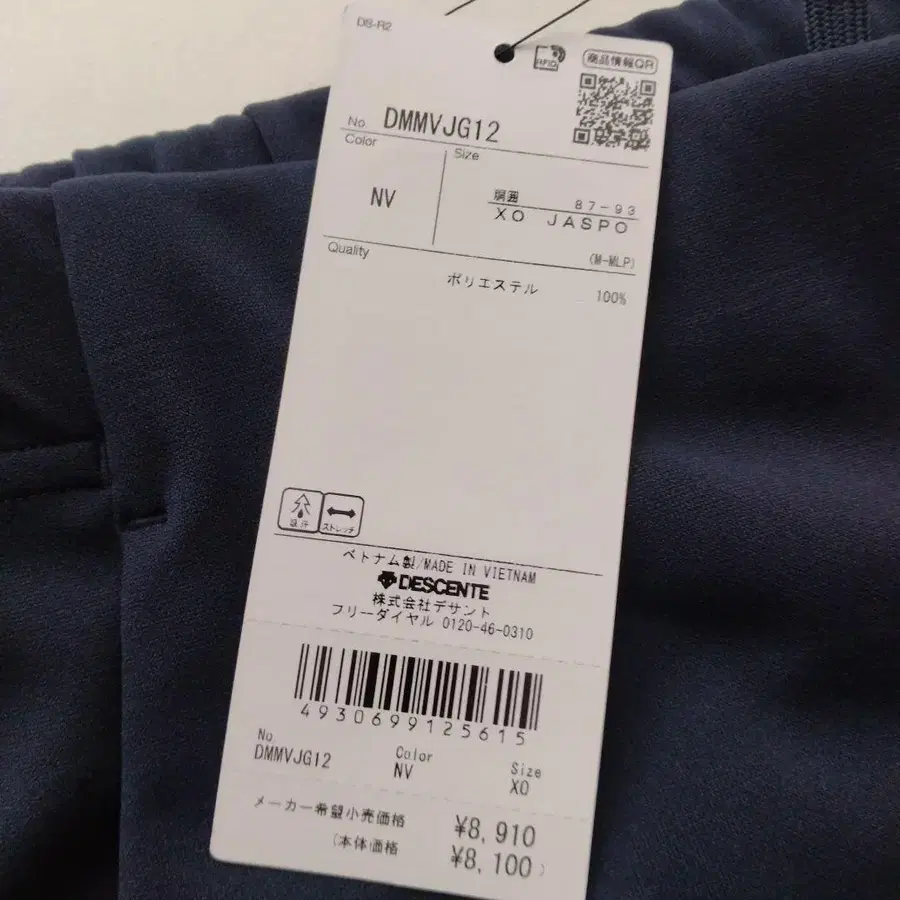 DS-R2
RFID
商品情報QR
No. DMMVJG12
Color
Size
NV
胴囲 87-93
XO JASPO
Quality
(M-MLP)
ポリエステル 100%
吸汗
ストレッチ
ベトナム製/MADE IN VIETNAM
DESCENTE
株式会社デサント
フリーダイヤル 0120-46-0310
4930699125615
No. Color Size
DMMVJG12 NV XO
メーカー希望小売価格 ¥8,910
(本体価格 ¥8,100)